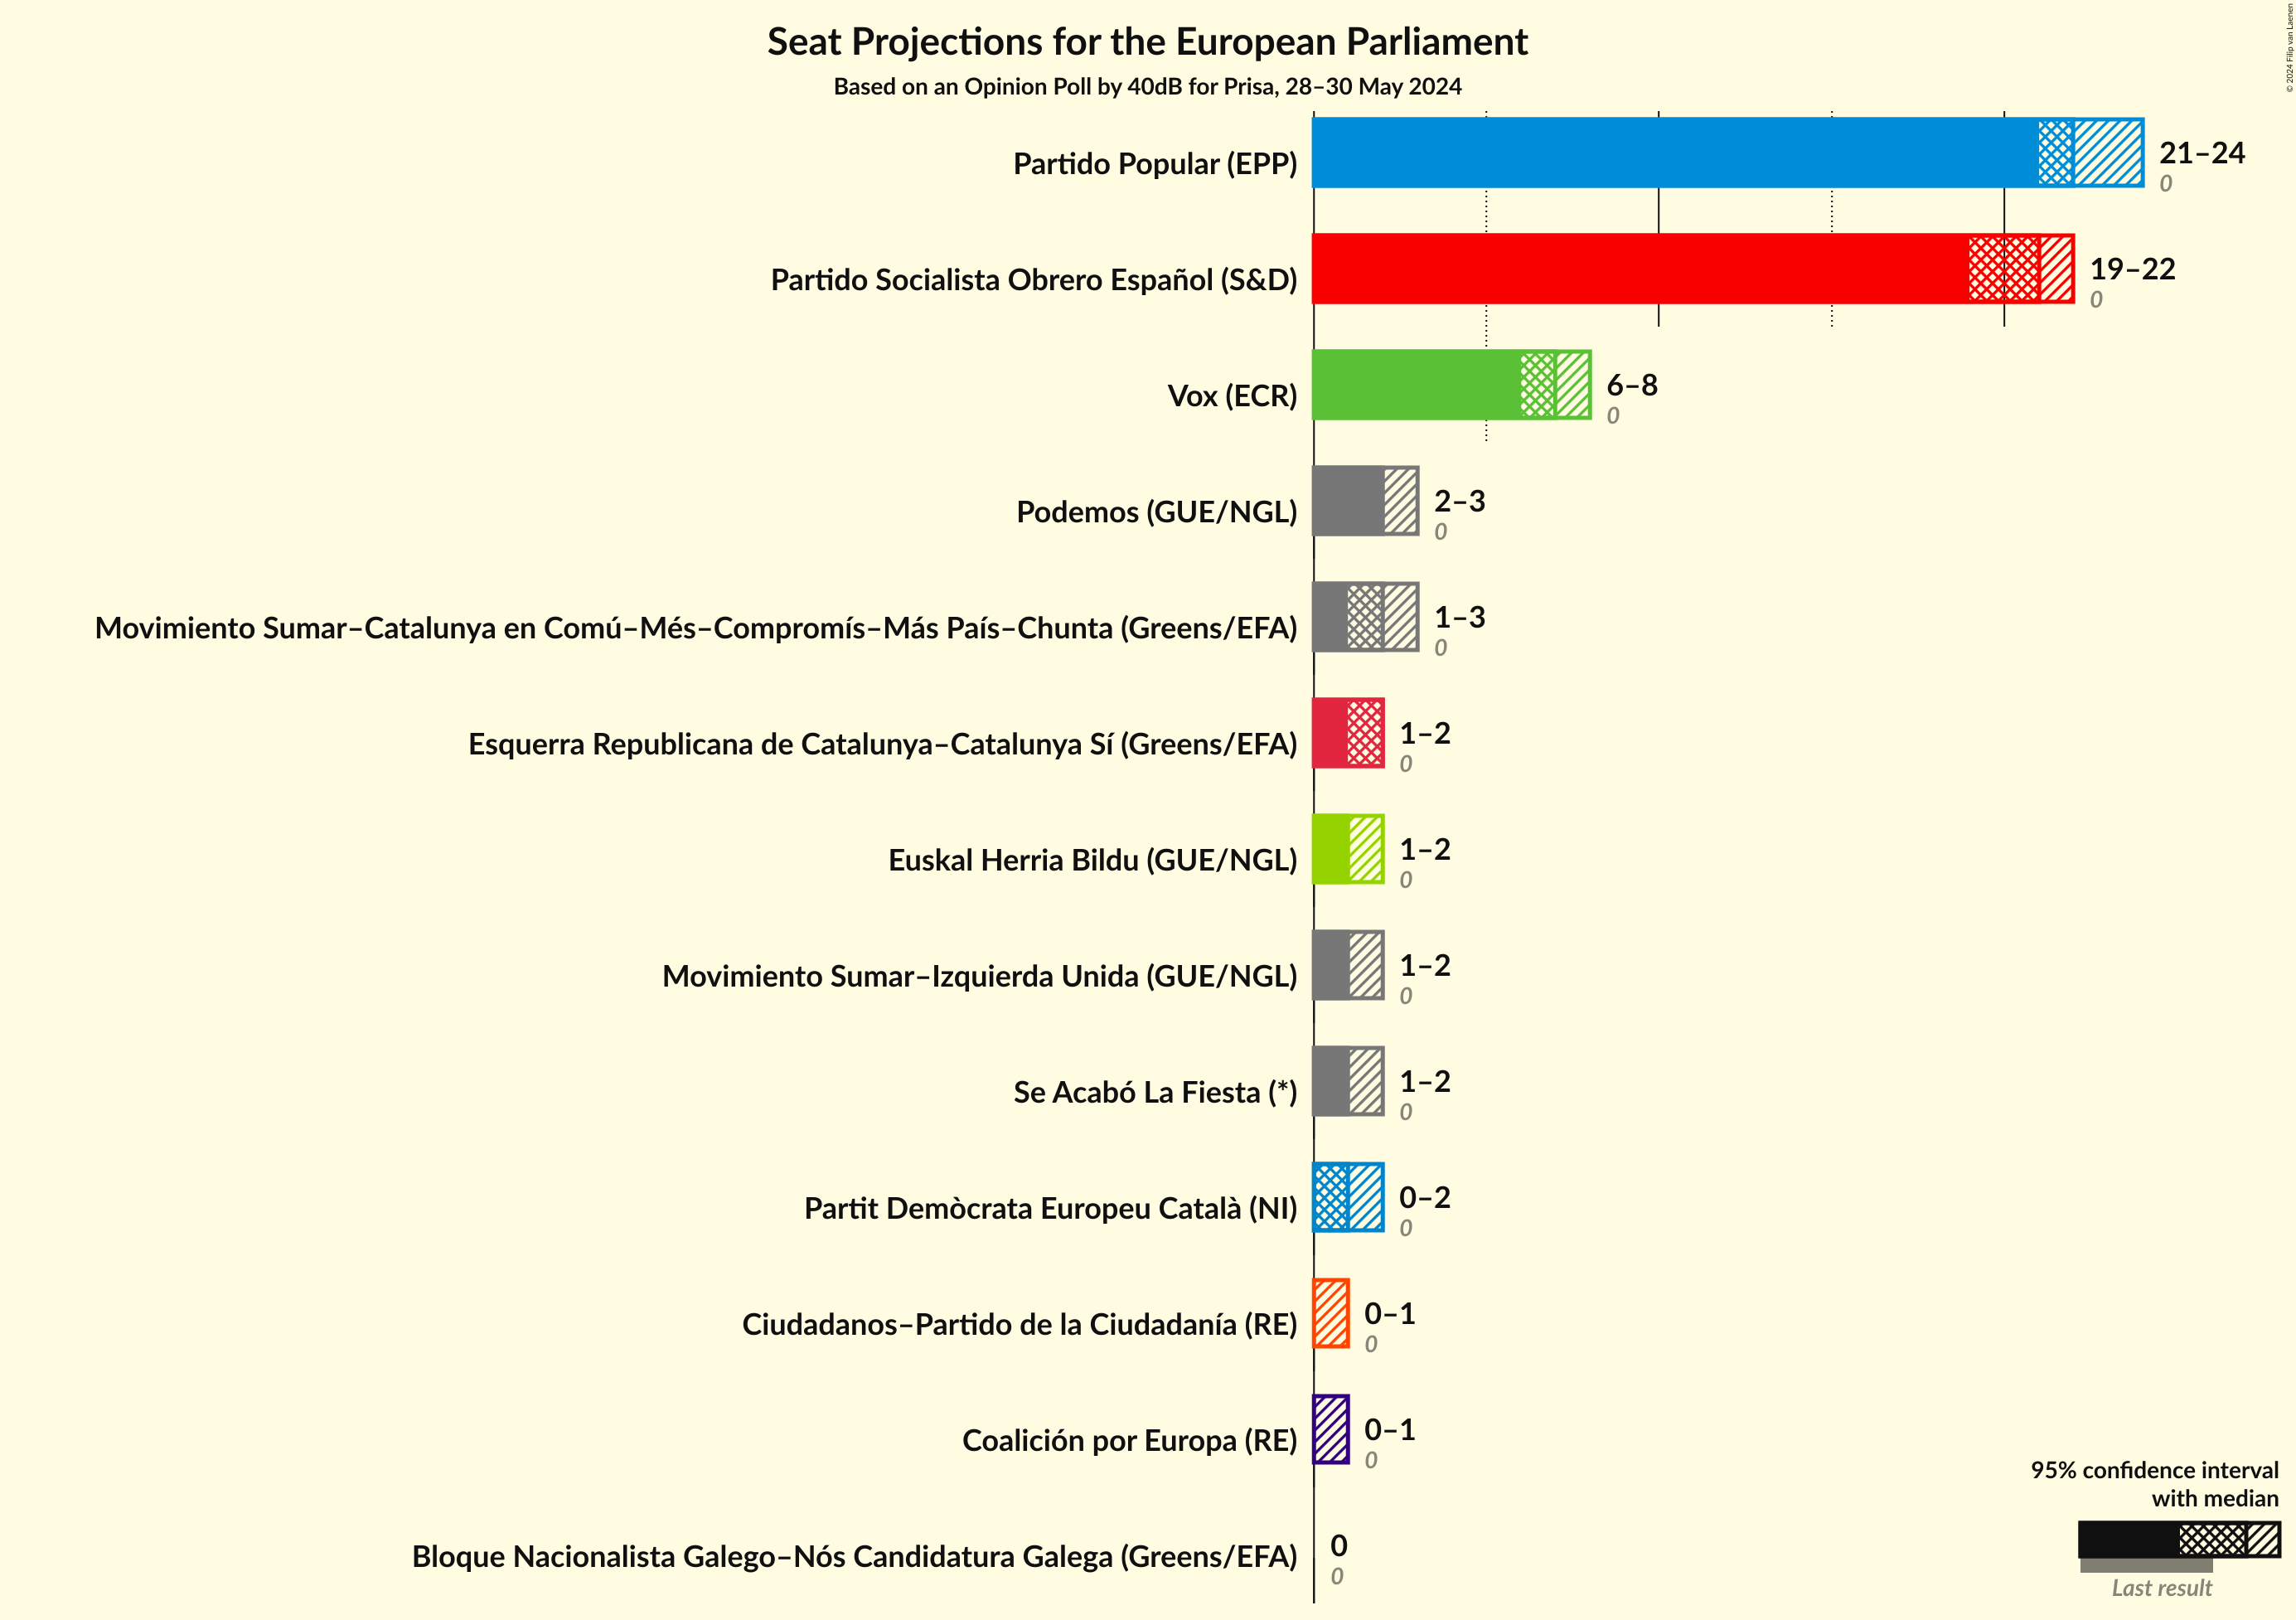 Seat Projections for the European Parliament
Based on an Opinion Poll by 40dB for Prisa, 28–30 May 2024
© 2024 Filip van Laenen
Partido Popular (EPP)
21–24
0
Partido Socialista Obrero Español (S&D)
19–22
0
Vox (ECR)
6–8
0
Podemos (GUE/NGL)
2–3
0
Movimiento Sumar–Catalunya en Comú–Més–Compromís–Más País–Chunta (Greens/EFA)
1–3
0
Esquerra Republicana de Catalunya–Catalunya Sí (Greens/EFA)
1–2
0
Euskal Herria Bildu (GUE/NGL)
1–2
0
Movimiento Sumar–Izquierda Unida (GUE/NGL)
1–2
0
Se Acabó La Fiesta (*)
1–2
0
Partit Demòcrata Europeu Català (NI)
0–2
0
Ciudadanos–Partido de la Ciudadanía (RE)
0–1
0
Coalición por Europa (RE)
0–1
0
Bloque Nacionalista Galego–Nós Candidatura Galega (Greens/EFA)
0
0
95% confidence interval
with median
Last result